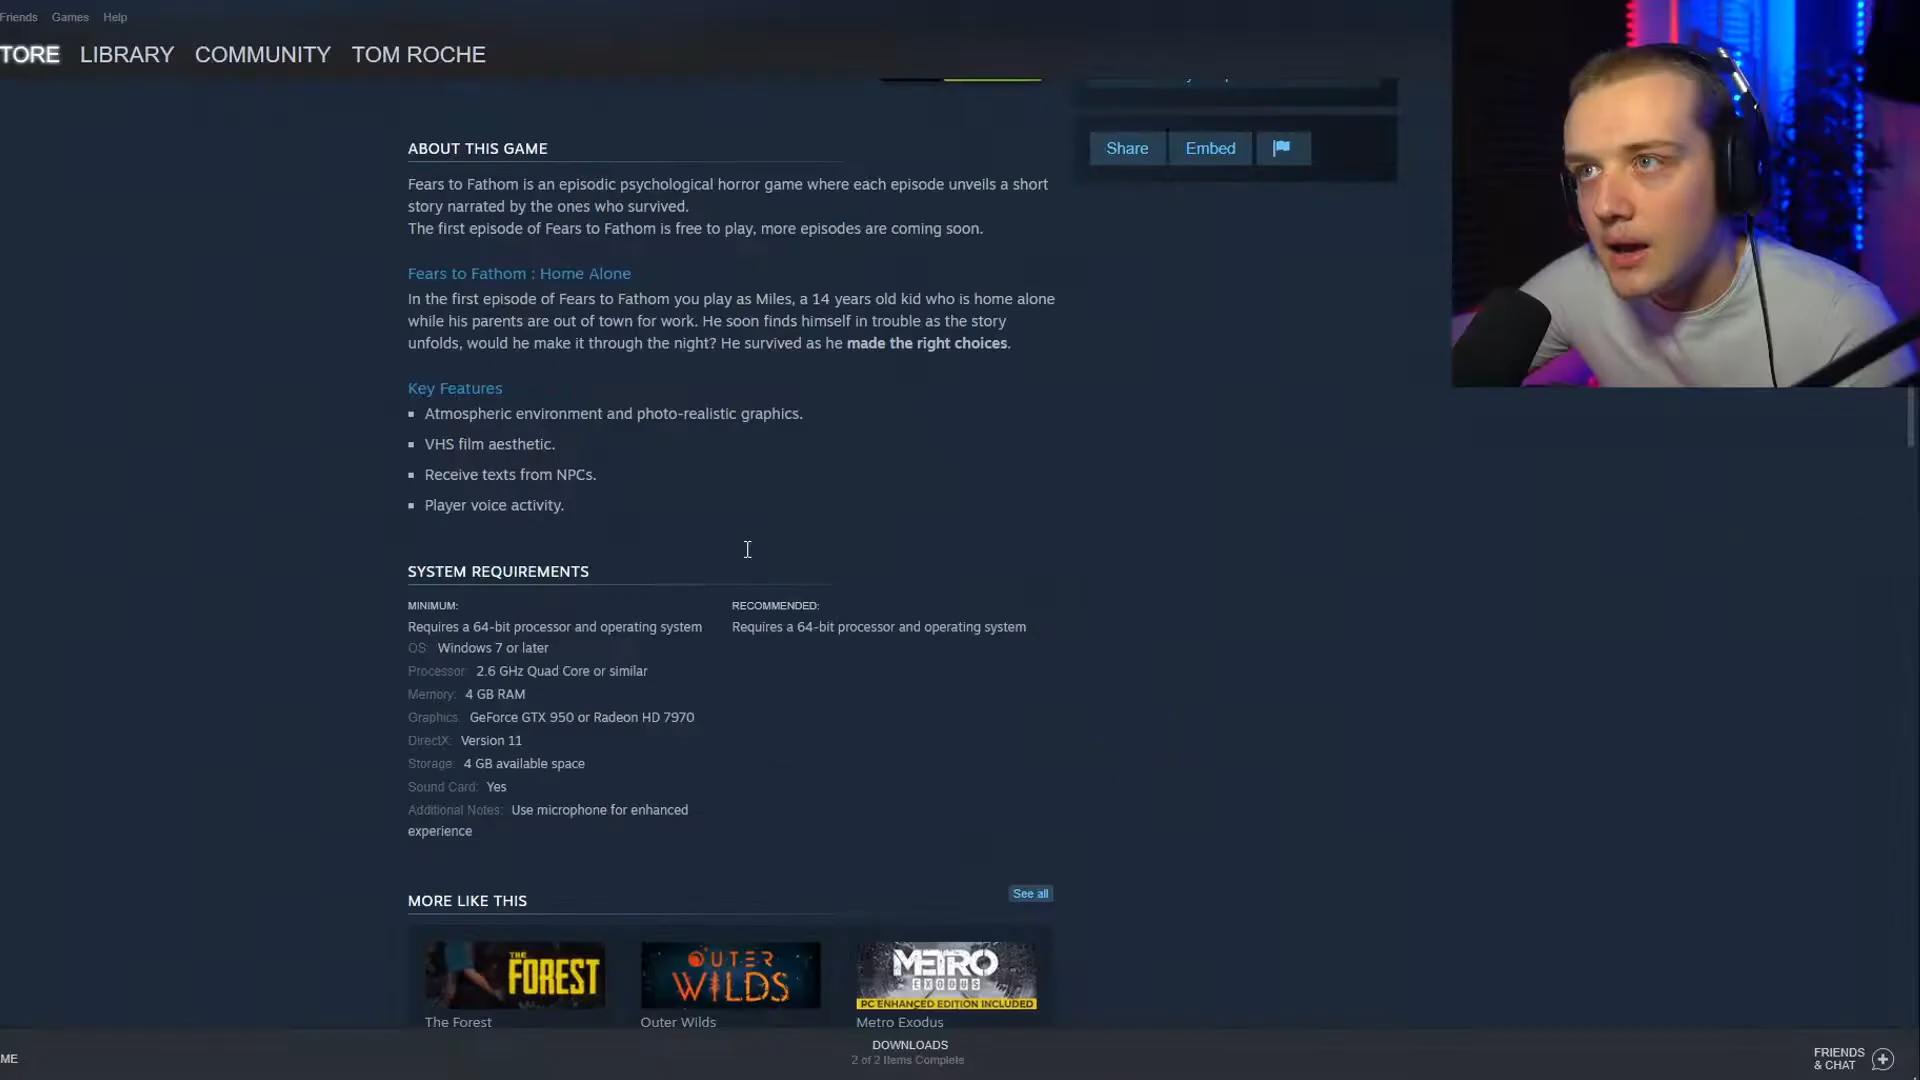 Friends Games Help
TORE LIBRARY COMMUNITY TOM ROCHE
ABOUT THIS GAME
Share Embed
Fears to Fathom is an episodic psychological horror game where each episode unveils a short
story narrated by the ones who survived.
The first episode of Fears to Fathom is free to play, more episodes are coming soon.
Fears to Fathom : Home Alone
In the first episode of Fears to Fathom you play as Miles, a 14 years old kid who is home alone
while his parents are out of town for work. He soon finds himself in trouble as the story
unfolds, would he make it through the night? He survived as he made the right choices.
Key Features
Atmospheric environment and photo-realistic graphics.
VHS film aesthetic.
Receive texts from NPCs.
Player voice activity.
SYSTEM REQUIREMENTS
MINIMUM:
Requires a 64-bit processor and operating system
OS: Windows 7 or later
Processor: 2.6 GHz Quad Core or similar
Memory: 4 GB RAM
Graphics: GeForce GTX 950 or Radeon HD 7970
DirectX: Version 11
Storage: 4 GB available space
Sound Card: Yes
Additional Notes: Use microphone for enhanced
experience
RECOMMENDED:
Requires a 64-bit processor and operating system
MORE LIKE THIS See all
THE FOREST
OUTER WILDS
METRO EXODUS
PC ENHANCED EDITION INCLUDED
The Forest Outer Wilds Metro Exodus
ME
DOWNLOADS
2 of 2 Items Complete
FRIENDS
& CHAT